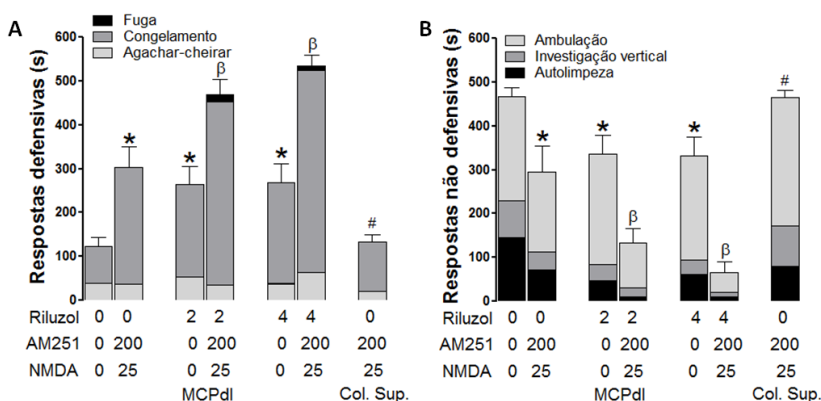 A
Fuga
Congelamento
Agachar-cheirar
Respostas defensivas (s)
600
500
400
300
200
100
0
* * β * β #
Riluzol 0 0 2 2 4 4 0
AM251 0 200 0 200 0 200 200
NMDA 0 25 0 25 0 25 25
MCPdl Col. Sup.
B
Ambulação
Investigação vertical
Autolimpeza
Respostas não defensivas (s)
600
500
400
300
200
100
0
* * β * β #
Riluzol 0 0 2 2 4 4 0
AM251 0 200 0 200 0 200 200
NMDA 0 25 0 25 0 25 25
MCPdl Col. Sup.